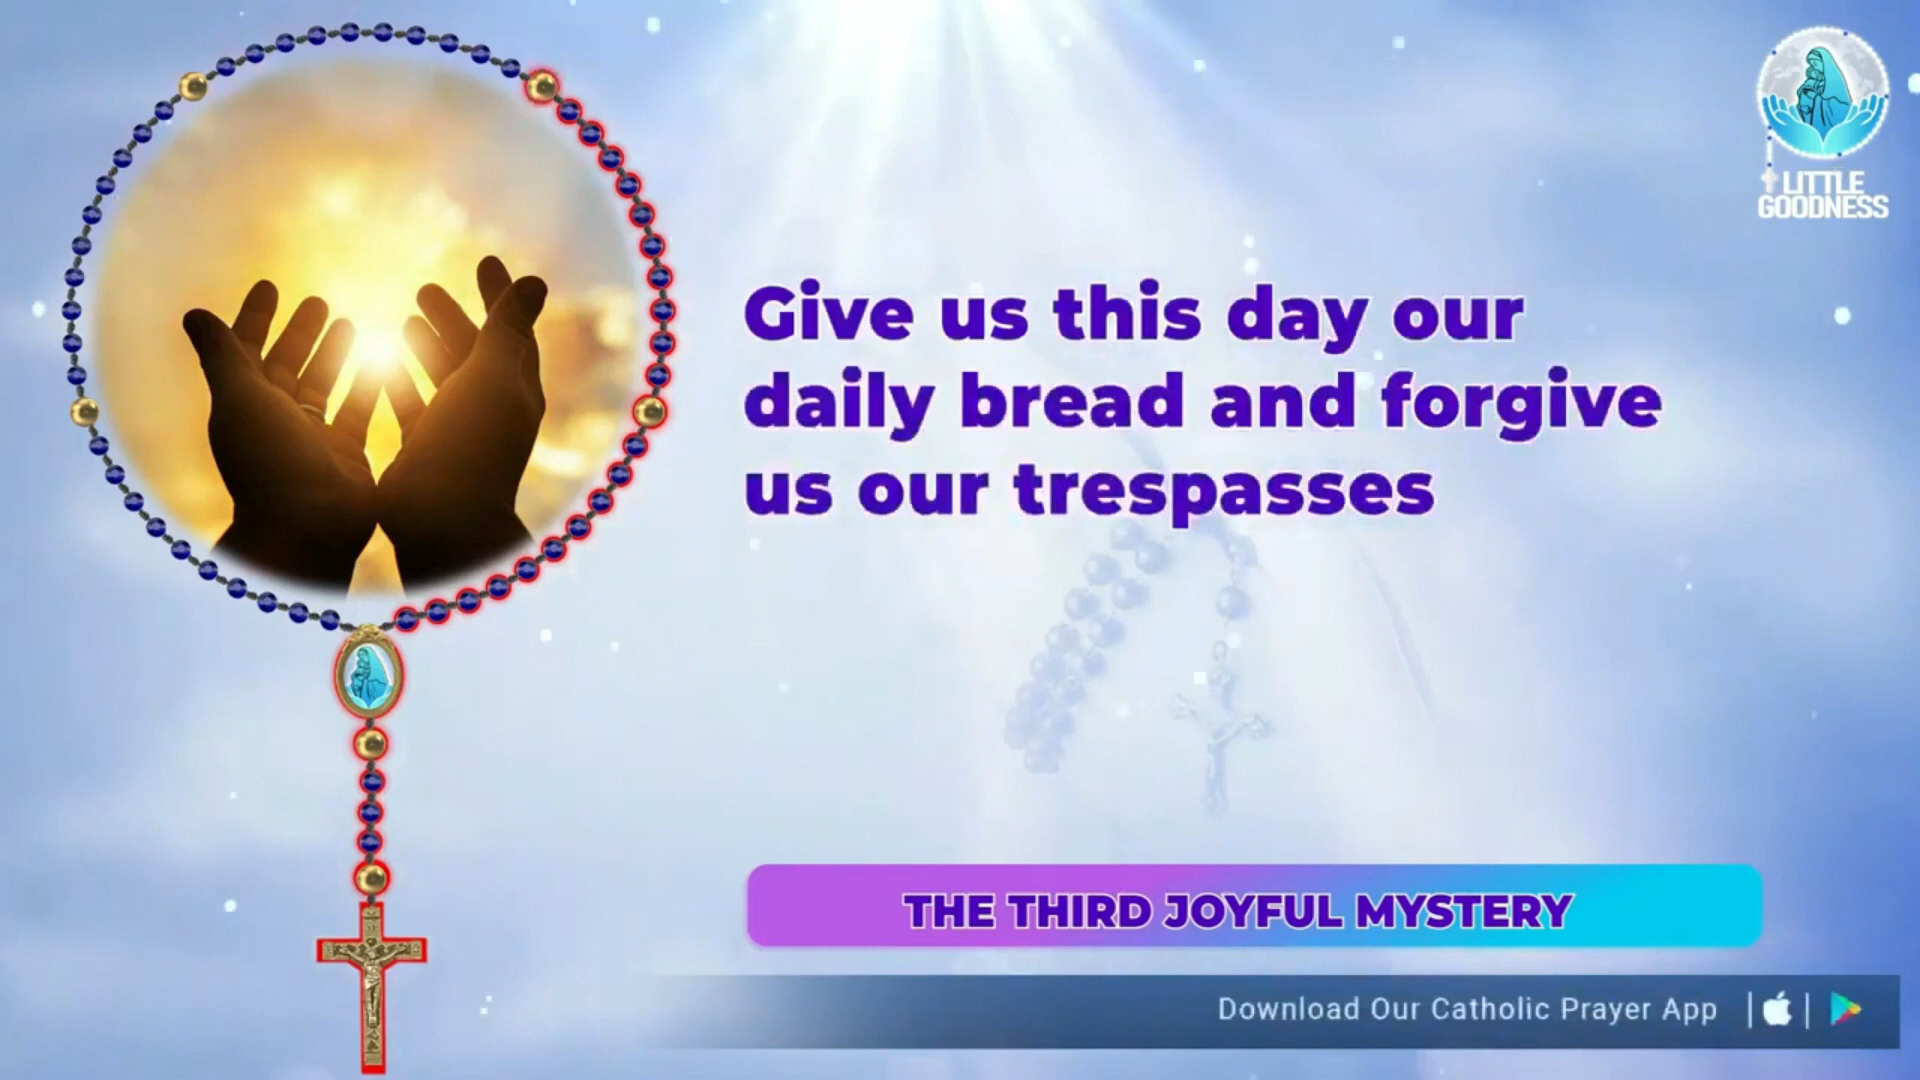 LITTLE
GOODNESS
Give us this day our
daily bread and forgive
us our trespasses
THE THIRD JOYFUL MYSTERY
Download Our Catholic Prayer App